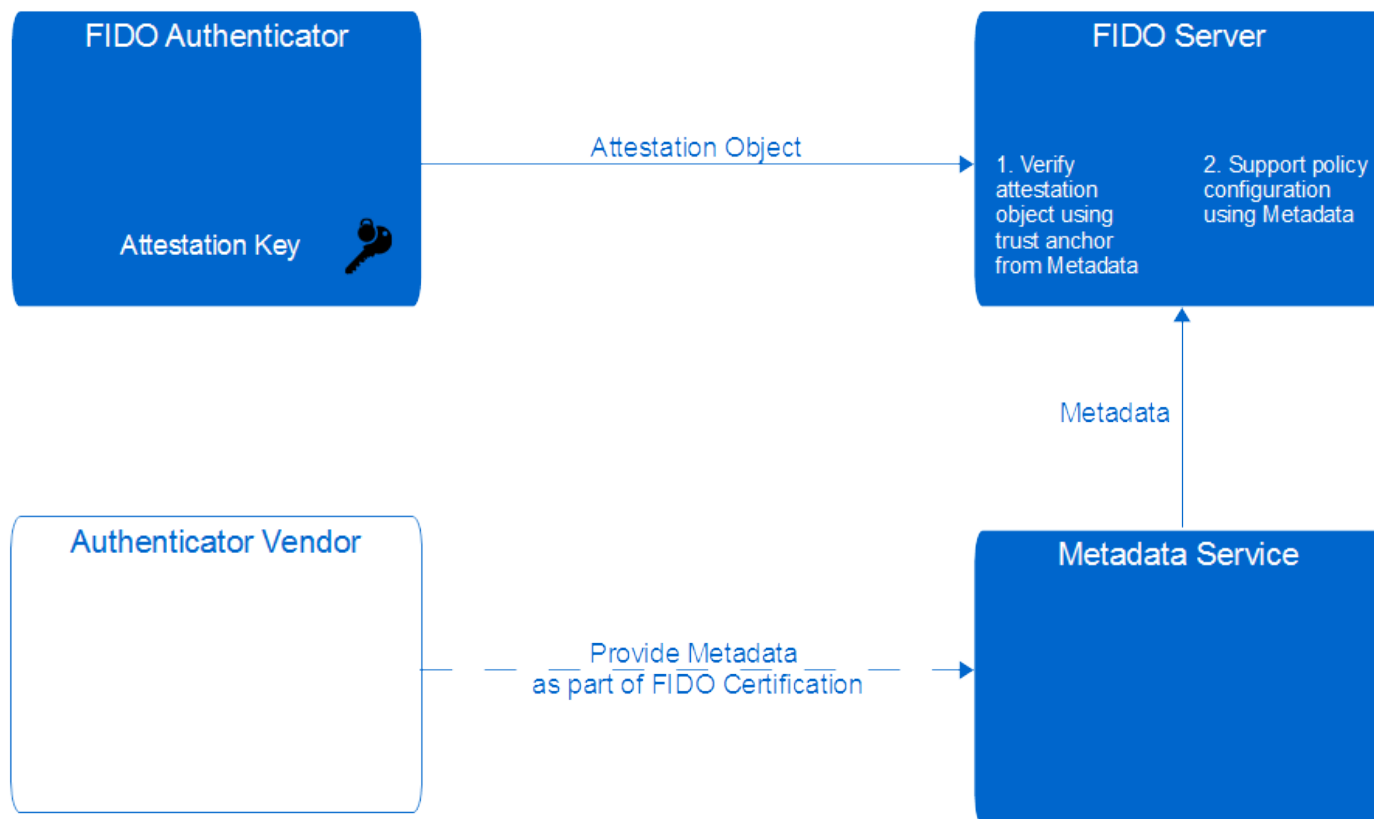 FIDO Authenticator
Attestation Key
Attestation Object
FIDO Server
1. Verify
attestation
object using
trust anchor
from Metadata
2. Support policy
configuration
using Metadata
Metadata
Authenticator Vendor
Provide Metadata
as part of FIDO Certification
Metadata Service